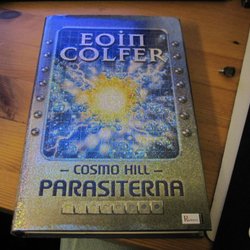 EOIN
COLFER
– COSMO HILL –
PARASITERNA